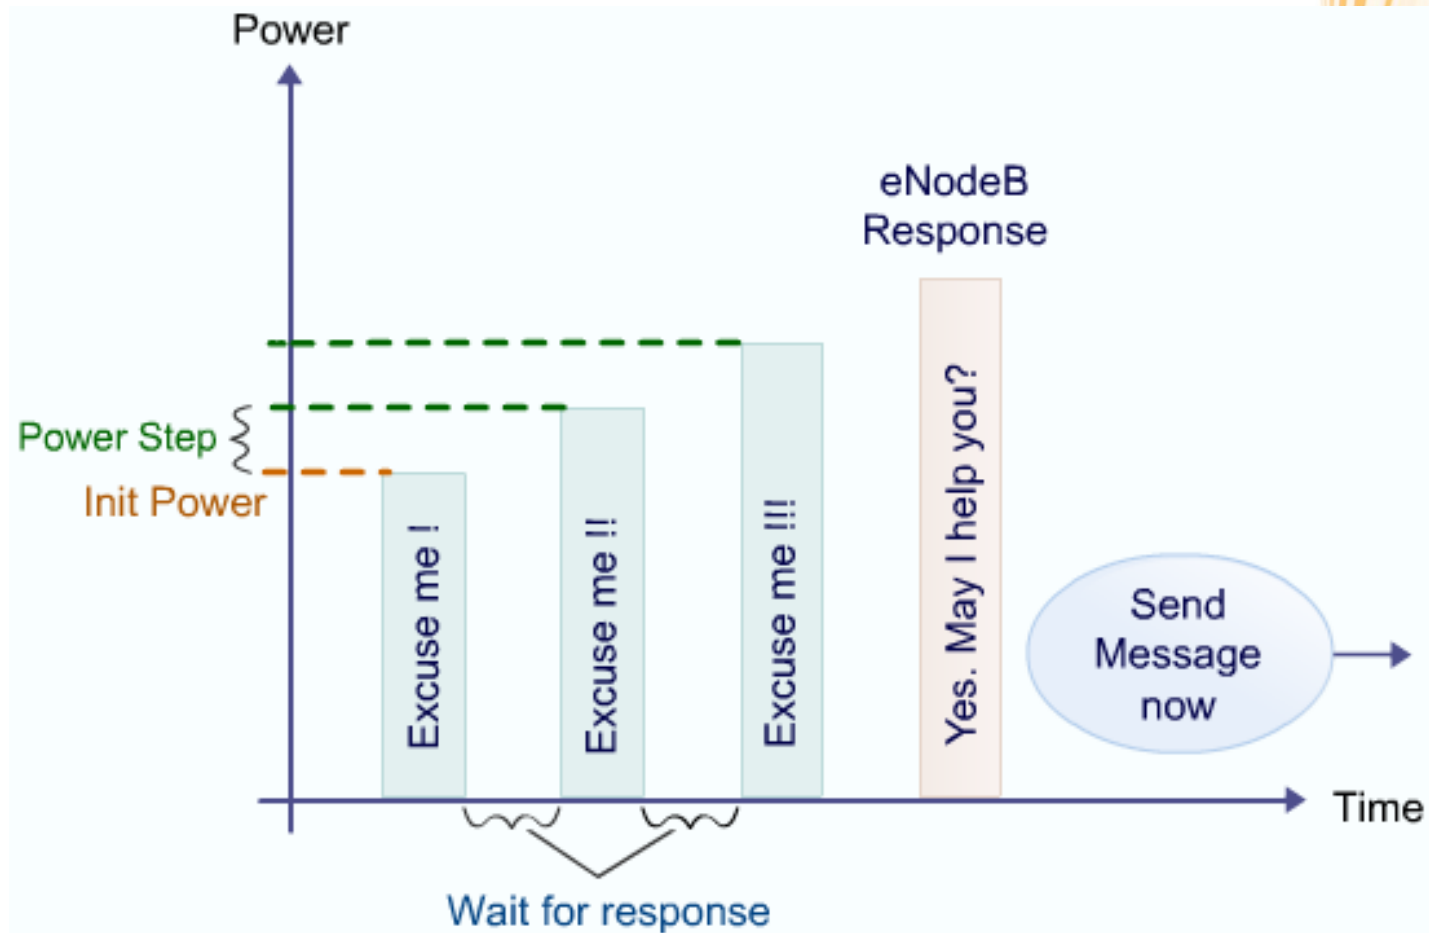 Power
eNodeB
Response
Power Step
Init Power
Excuse me !
Excuse me !!
Excuse me !!!
Yes. May I help you?
Send
Message
now
Time
Wait for response